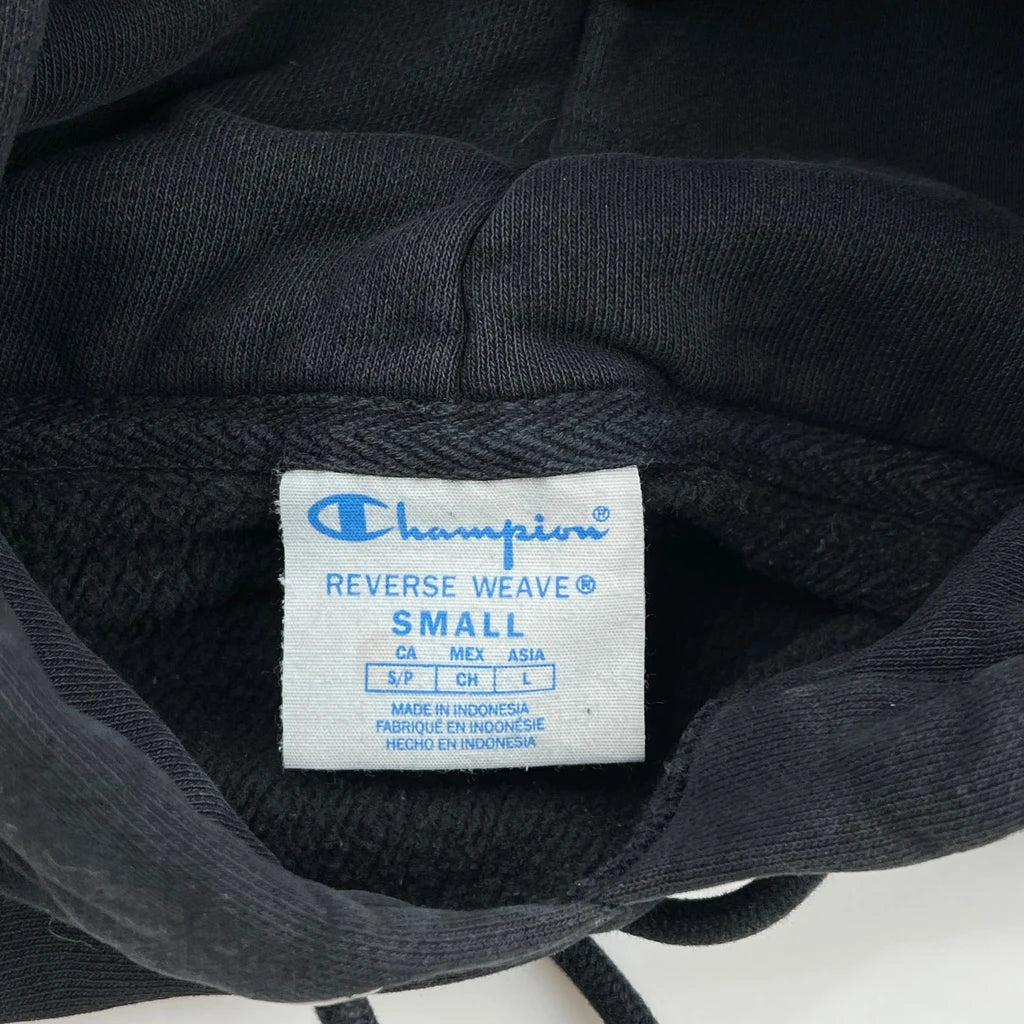 Champion®
REVERSE WEAVE®
SMALL
CA MEX ASIA
S/P CH L
MADE IN INDONESIA
FABRIQUÉ EN INDONÉSIE
HECHO EN INDONESIA